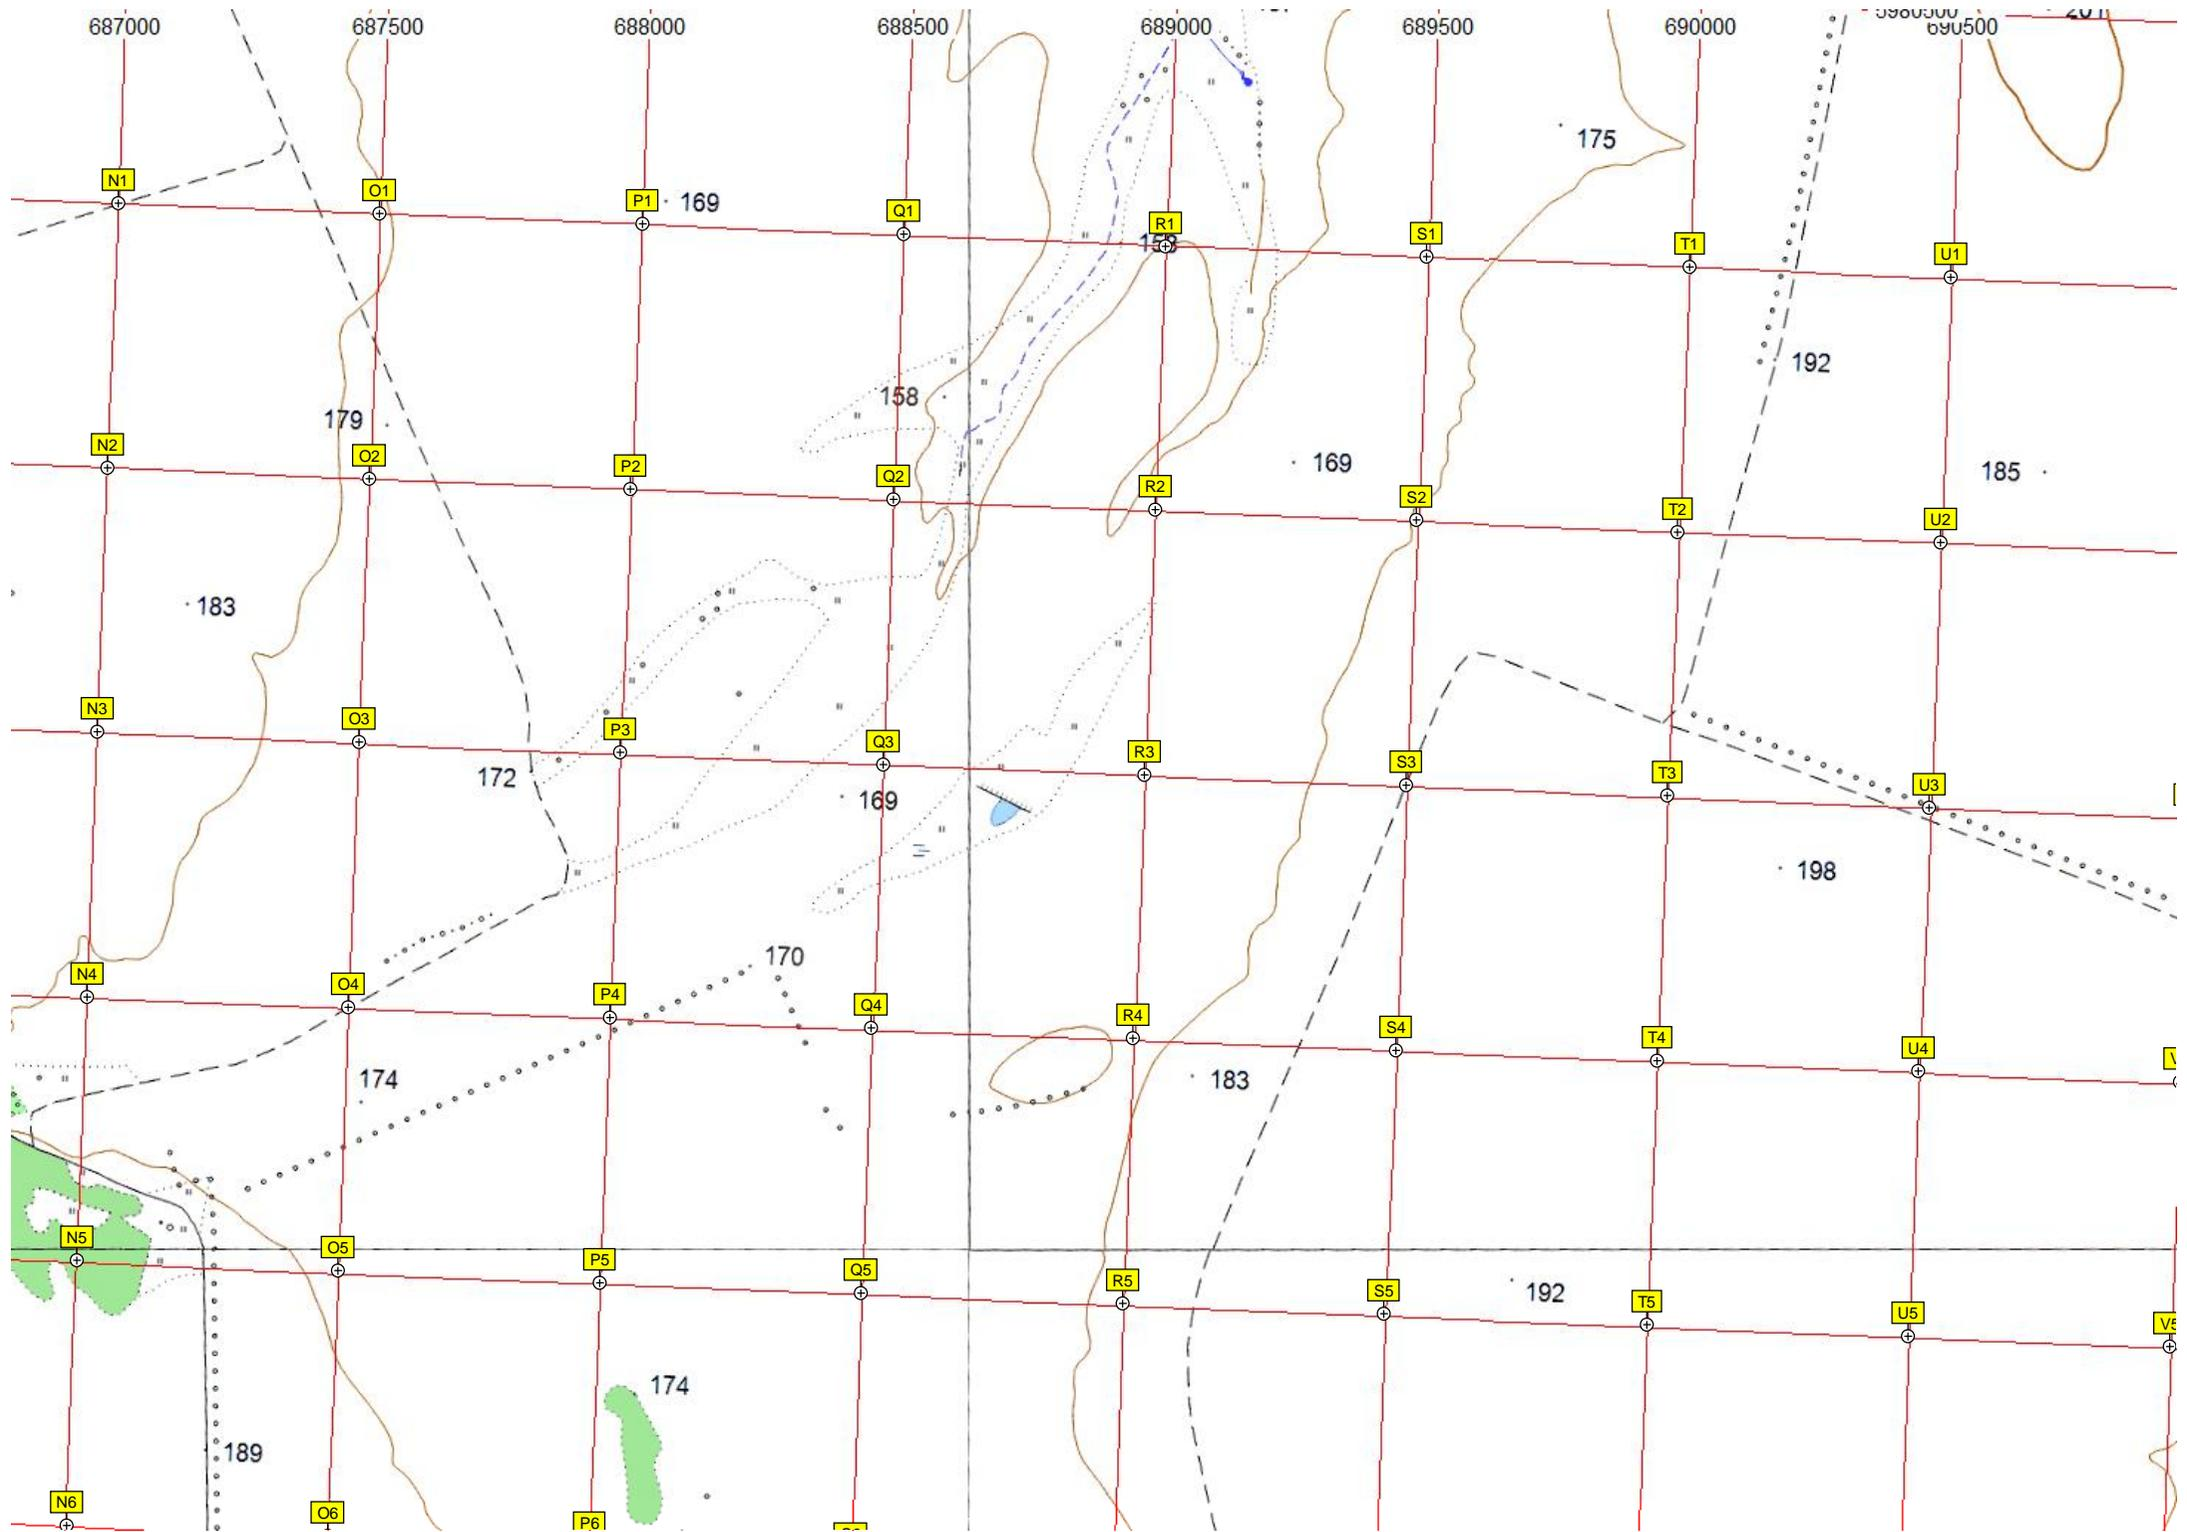 687000 687500 688000 688500 689000 689500 690000 690500
175
N1 O1 P1 169 Q1 R1 S1 T1 U1
158
192
158
179
N2 O2 P2 Q2 R2 169 S2 T2 U2 185
183
N3 O3 P3 Q3 R3 S3 T3 U3
172 169
198
170
N4 O4 P4 Q4 R4 S4 T4 U4
174 183
N5 O5 P5 Q5 R5 S5 192 T5 U5 V5
174
189
N6 O6 P6